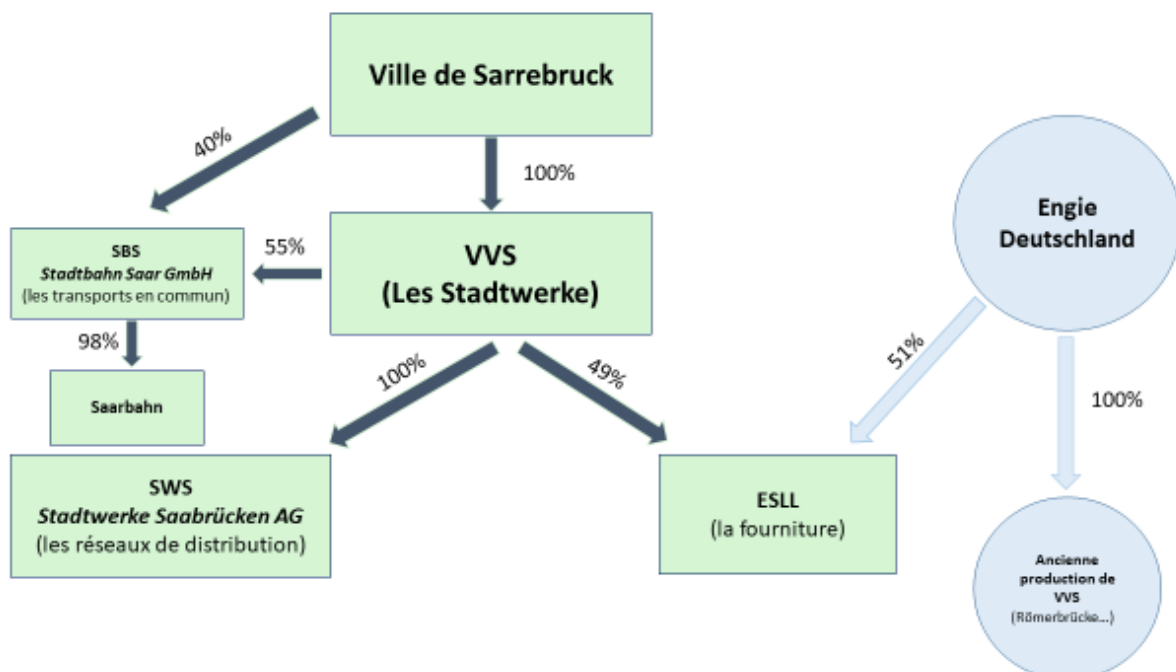 Ville de Sarrebruck
40%
100%
Engie
Deutschland
SBS
Stadtbahn Saar GmbH
(les transports en commun)
55%
VVS
(Les Stadtwerke)
98%
Saarbahn
100%
49%
51%
100%
SWS
Stadtwerke Saabrücken AG
(les réseaux de distribution)
ESLL
(la fourniture)
Ancienne
production de
VVS
(Römerbrücke...)